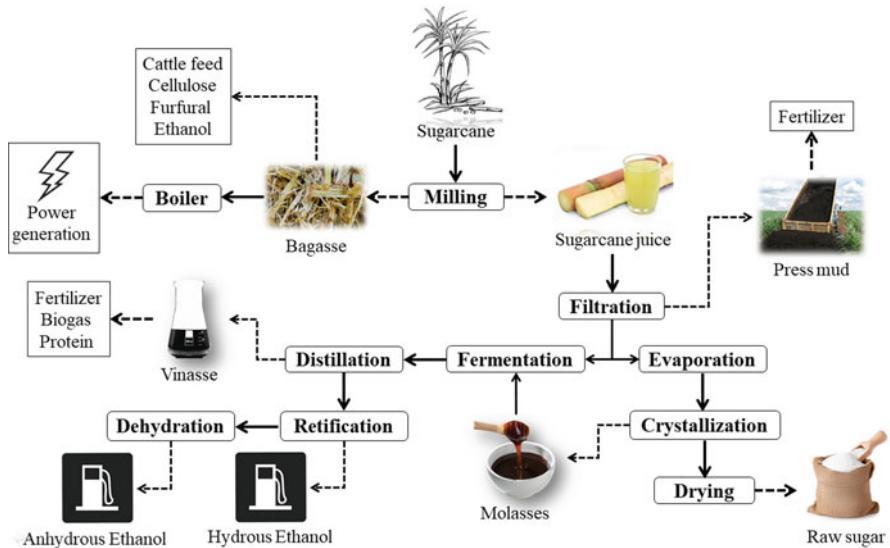 Cattle feed
Cellulose
Furfural
Ethanol
Sugarcane
Fertilizer
Power
generation
Boiler
Bagasse
Milling
Sugarcane juice
Press mud
Filtration
Fertilizer
Biogas
Protein
Vinasse
Distillation
Fermentation
Evaporation
Dehydration
Retification
Crystallization
Molasses
Drying
Anhydrous Ethanol
Hydrous Ethanol
Raw sugar